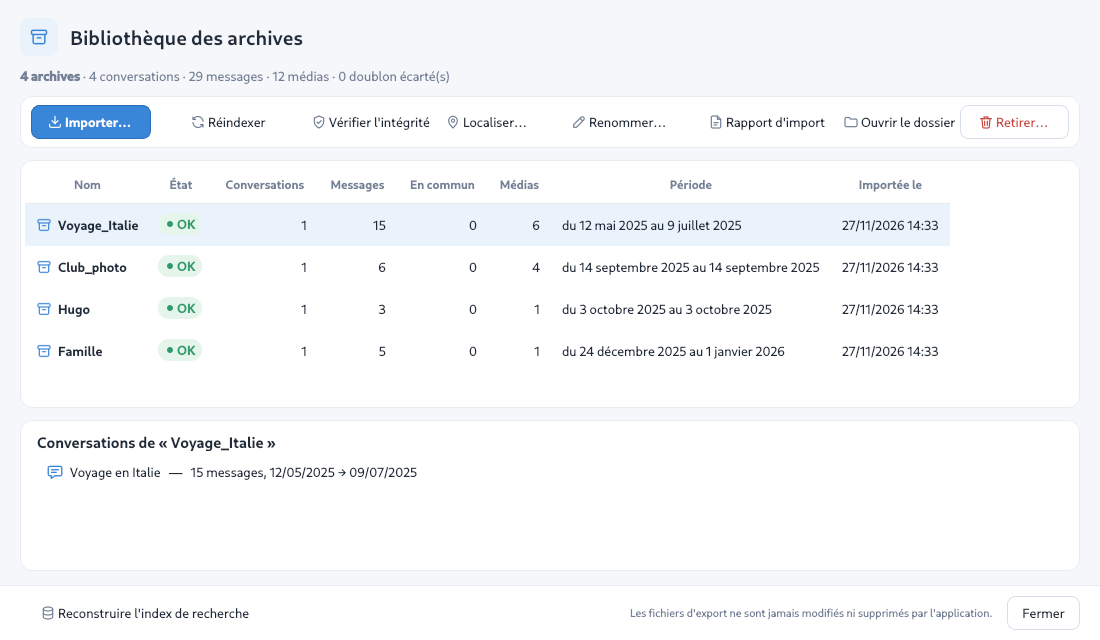 Bibliothèque des archives
4 archives · 4 conversations · 29 messages · 12 médias · 0 doublon écarté(s)
Importer… Réindexer Vérifier l'intégrité Localiser… Renommer… Rapport d'import Ouvrir le dossier Retirer…
Nom État Conversations Messages En commun Médias Période Importée le
Voyage_Italie OK 1 15 0 6 du 12 mai 2025 au 9 juillet 2025 27/11/2026 14:33
Club_photo OK 1 6 0 4 du 14 septembre 2025 au 14 septembre 2025 27/11/2026 14:33
Hugo OK 1 3 0 1 du 3 octobre 2025 au 3 octobre 2025 27/11/2026 14:33
Famille OK 1 5 0 1 du 24 décembre 2025 au 1 janvier 2026 27/11/2026 14:33
Conversations de « Voyage_Italie »
Voyage en Italie — 15 messages, 12/05/2025 → 09/07/2025
Reconstruire l'index de recherche Les fichiers d'export ne sont jamais modifiés ni supprimés par l'application. Fermer